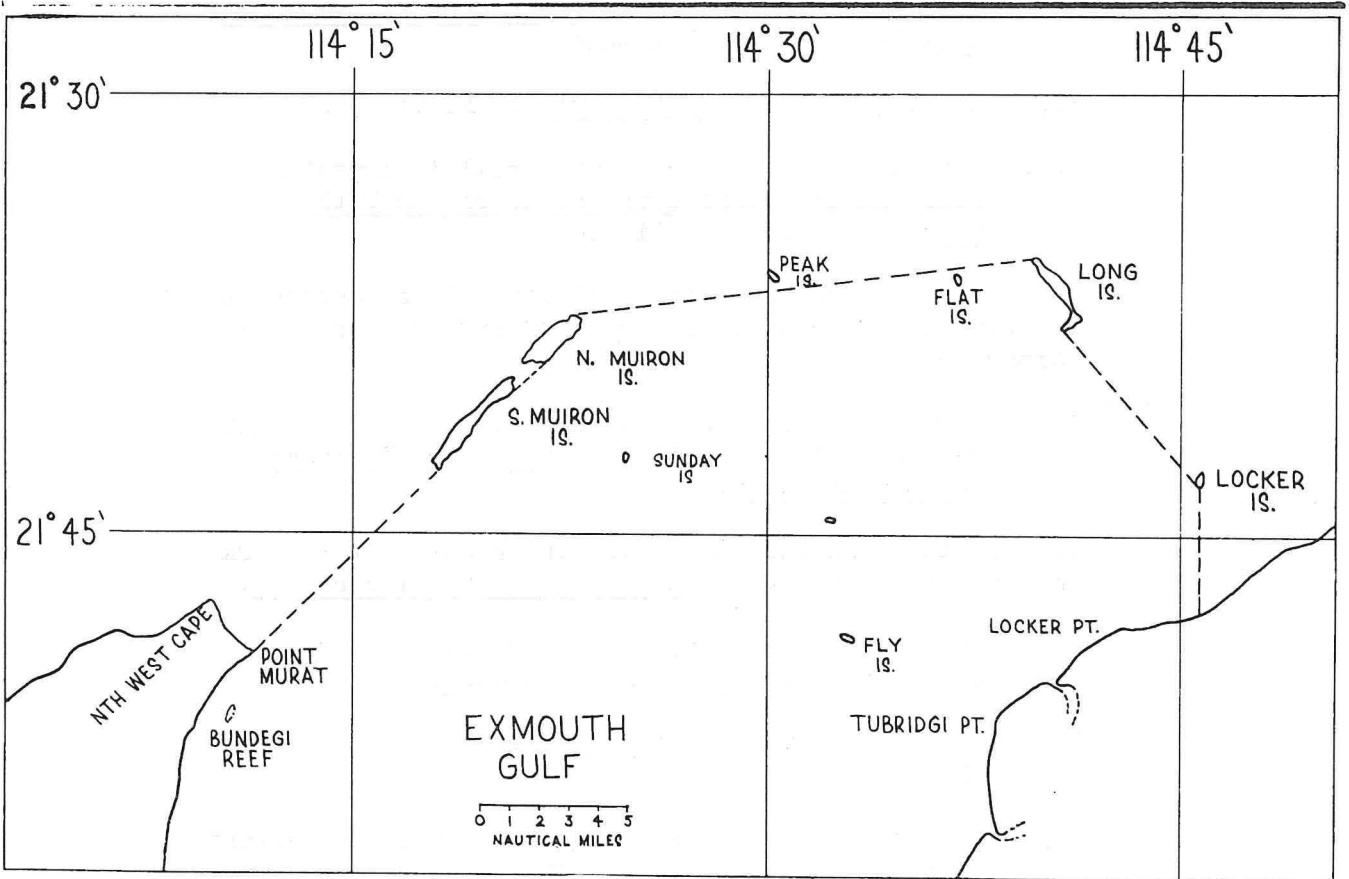 114°15'
114°30'
114°45'
21°30'
PEAK
IS.
FLAT
IS.
LONG
IS.
N. MUIRON
IS.
S. MUIRON
IS.
SUNDAY
IS
LOCKER
IS.
21°45'
NTH WEST CAPE
POINT
MURAT
BUNDEGI
REEF
FLY
IS.
LOCKER PT.
TUBRIDGI PT.
EXMOUTH
GULF
0 1 2 3 4 5
NAUTICAL MILES